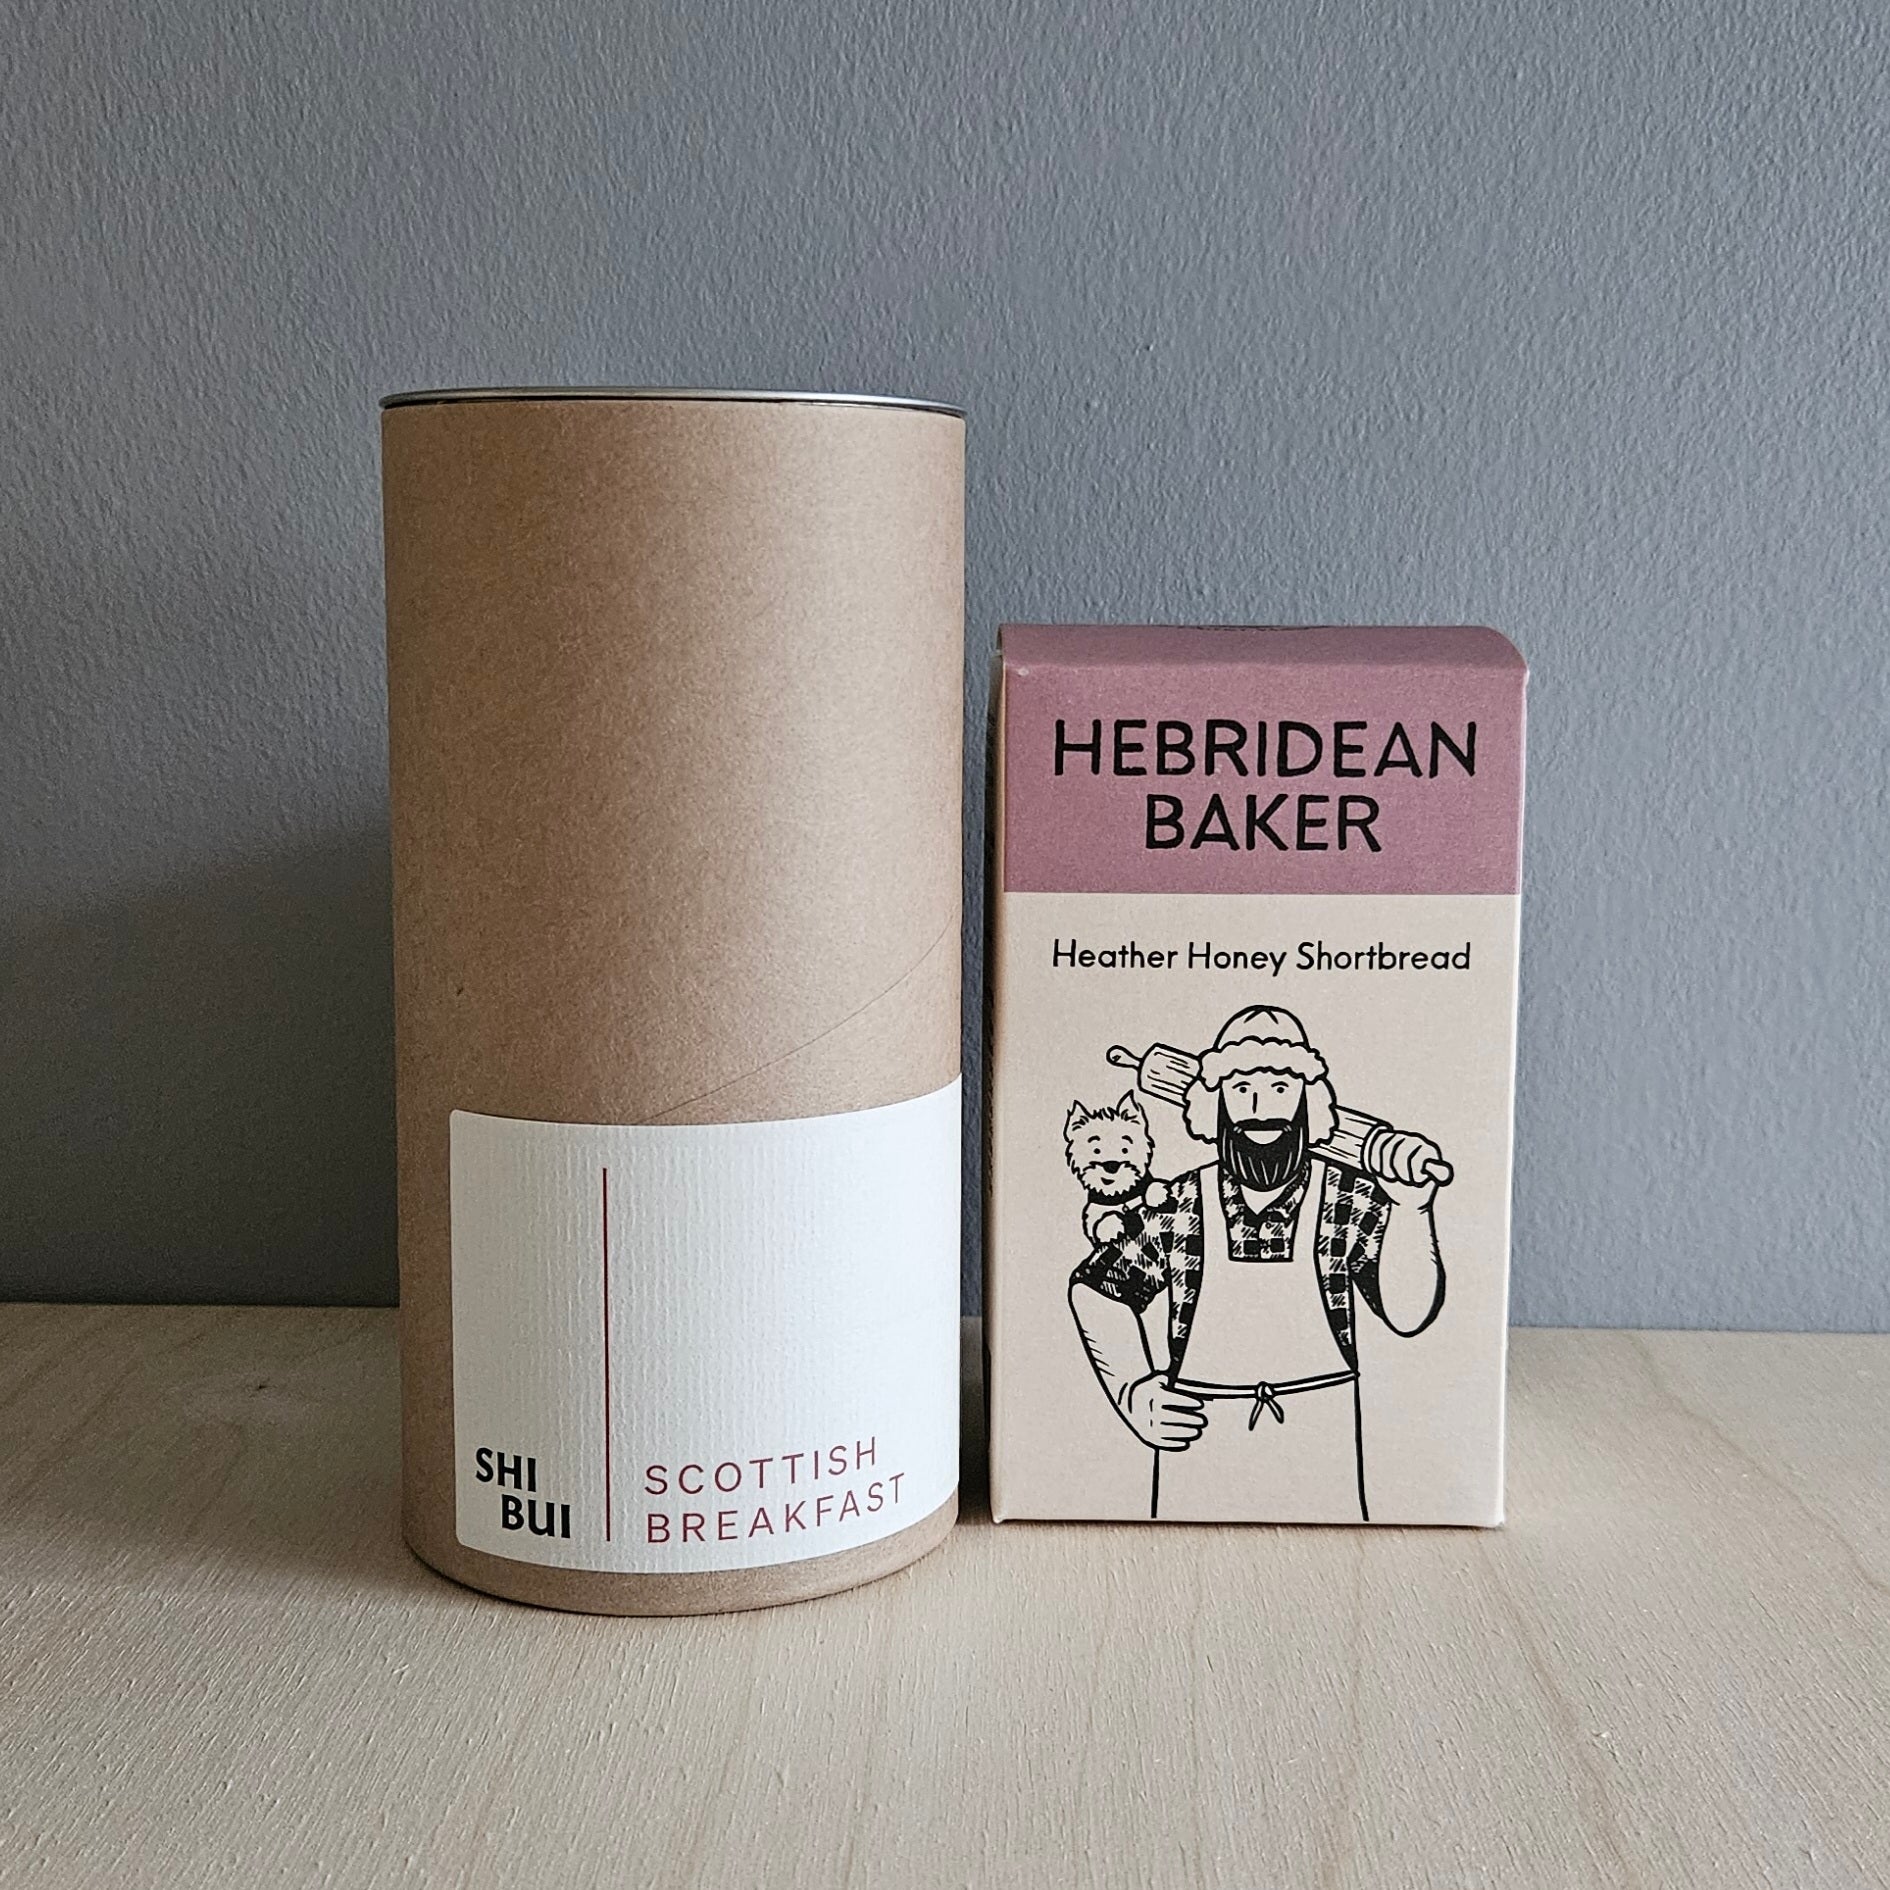 SHI
BUI
SCOTTISH
BREAKFAST
HEBRIDEAN
BAKER
Heather Honey Shortbread